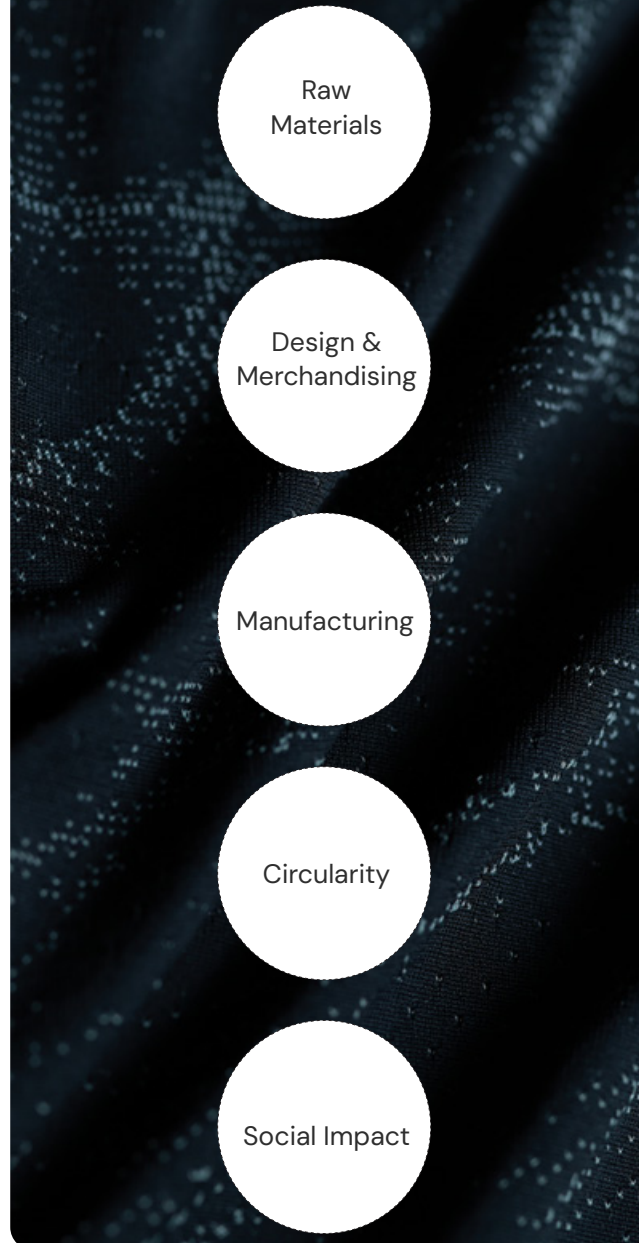 Raw
Materials
Design &
Merchandising
Manufacturing
Circularity
Social Impact